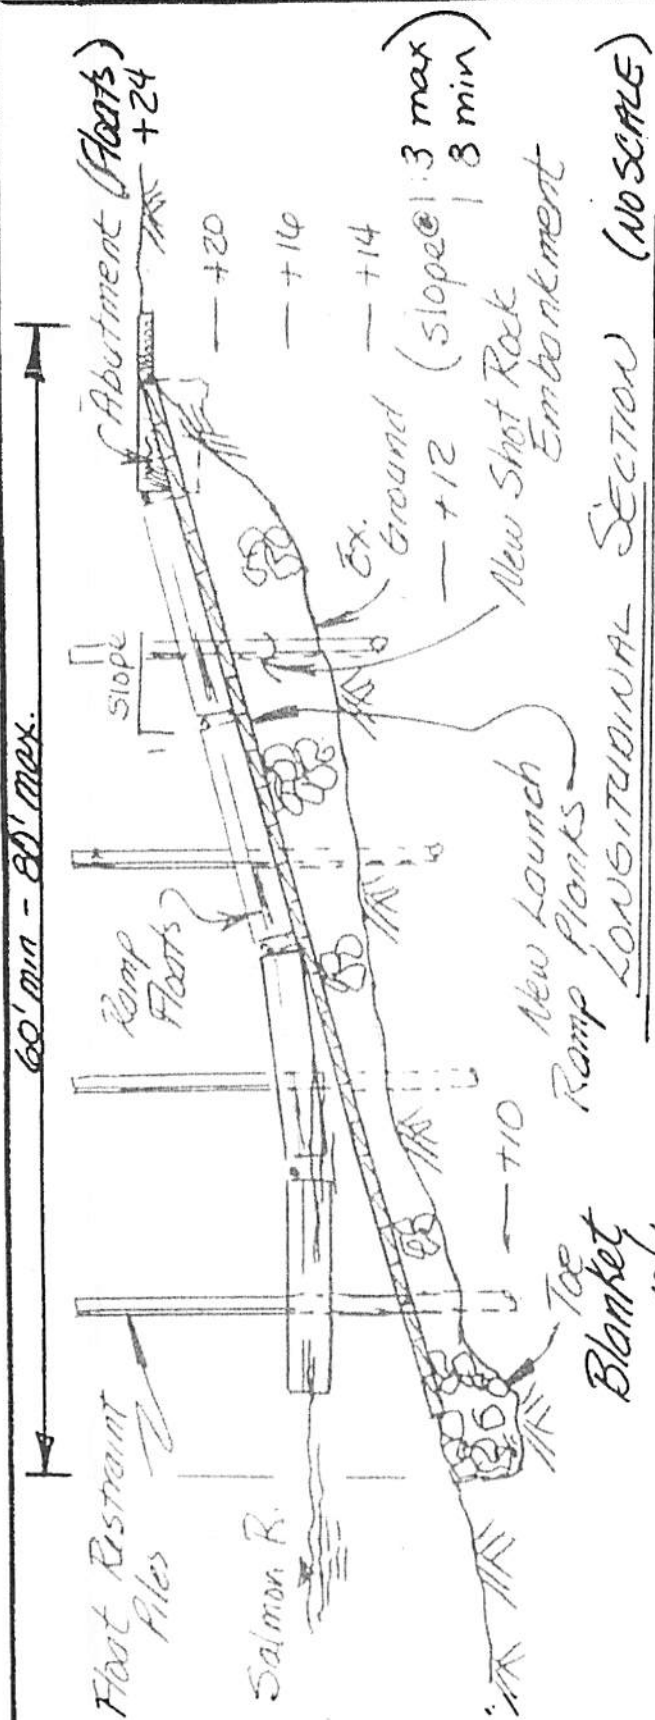 60' min - 80' max.
Float Restraint
Piles
Ramp
Floats
Slope
Abutment (Floats)
+24
Salmon R.
+20
+16
+14
Ex.
Ground
+12
(slope@ 1:3 max
8 min)
New Shot Rock
Embankment
+10
Toe
Blanket
New Launch
Ramp Planks
LONGITUDINAL SECTION (NO SCALE)